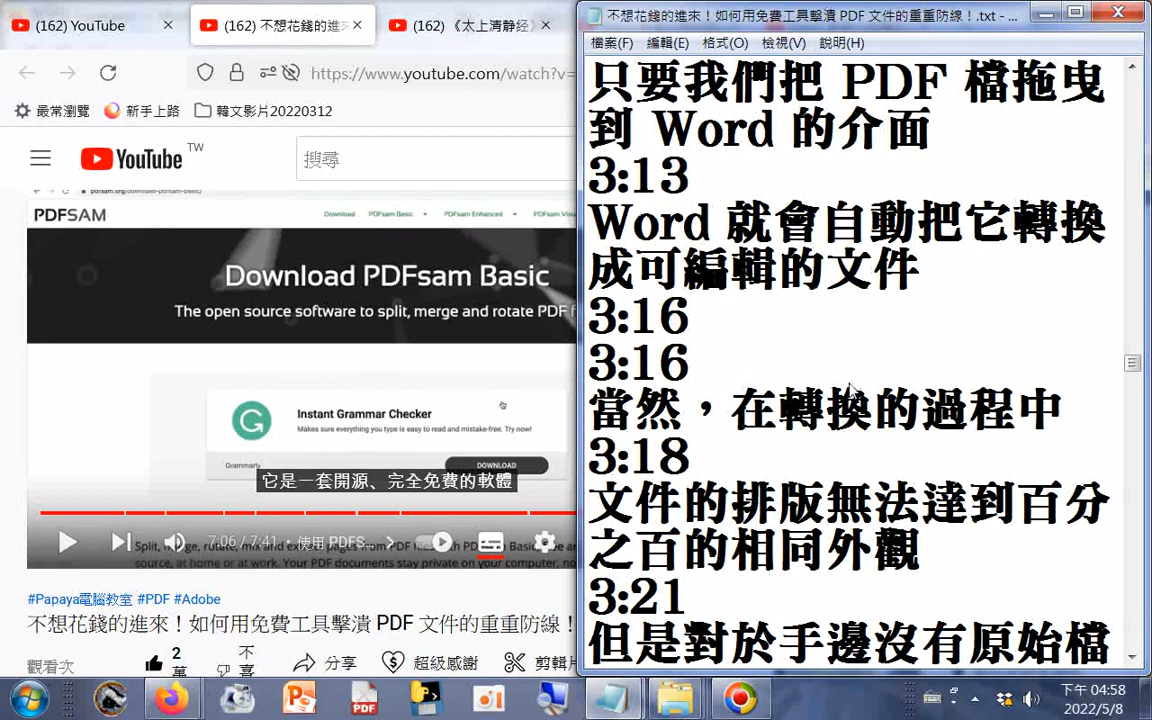 (162) YouTube
(162) 不想花錢的進來
(162) 《太上清静经》
https://www.youtube.com/watch?v=
最常瀏覽
新手上路
韓文影片20220312
YouTube TW
搜尋
PDFSAM
Download
PDFsam Basic
PDFsam Enhanced
Download PDFsam Basic
The open source software to split, merge and rotate PDF
Instant Grammar Checker
Makes sure everything you type is easy to read and mistake-free. Try now!
Grammarly
DOWNLOAD
它是一套開源、完全免費的軟體
7:06 / 7:41 • 使用 PDFS
#Papaya電腦教室 #PDF #Adobe
不想花錢的進來！如何用免費工具擊潰 PDF 文件的重重防線！
觀看次
2
萬
不
喜
分享
超級感謝
剪輯片
不想花錢的進來！如何用免費工具擊潰 PDF 文件的重重防線！.txt - ...
檔案(F) 編輯(E) 格式(O) 檢視(V) 說明(H)
只要我們把 PDF 檔拖曳
到 Word 的介面
3:13
Word 就會自動把它轉換
成可編輯的文件
3:16
3:16
當然，在轉換的過程中
3:18
文件的排版無法達到百分
之百的相同外觀
3:21
但是對於手邊沒有原始檔
下午 04:58
2022/5/8